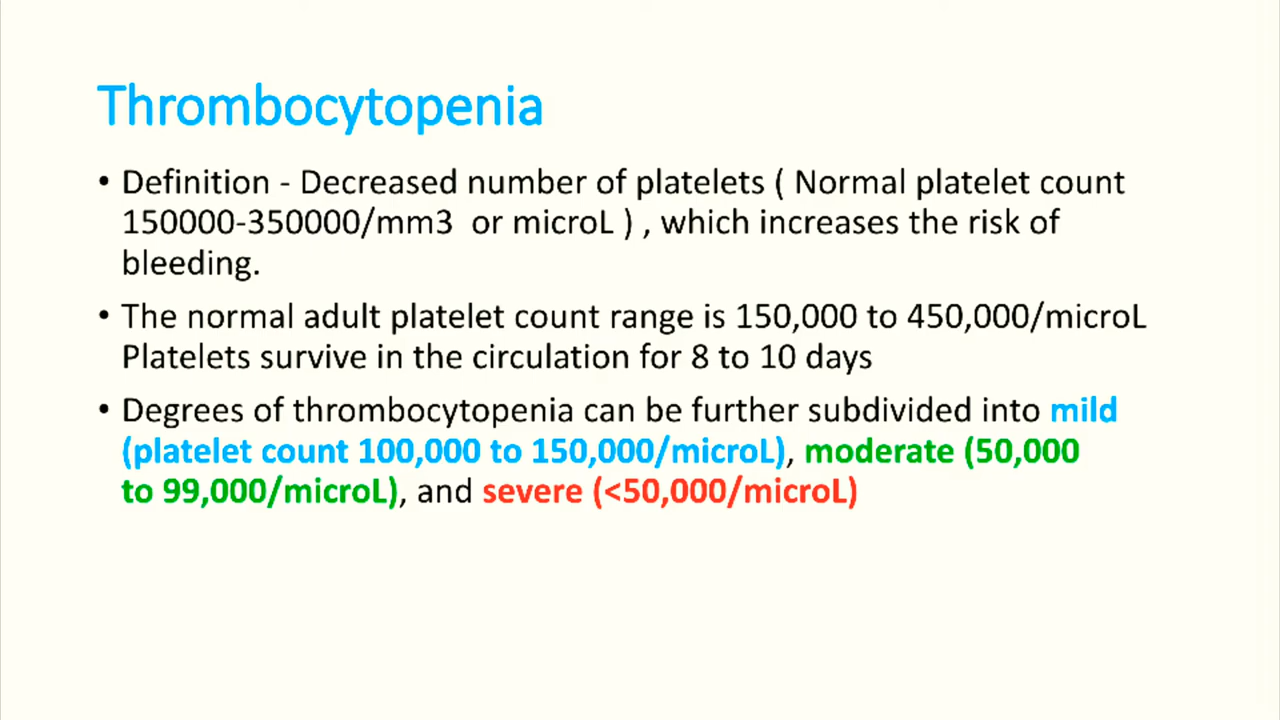 Thrombocytopenia
• Definition - Decreased number of platelets ( Normal platelet count
150000-350000/mm3 or microL ) , which increases the risk of
bleeding.
• The normal adult platelet count range is 150,000 to 450,000/microL
Platelets survive in the circulation for 8 to 10 days
• Degrees of thrombocytopenia can be further subdivided into mild
(platelet count 100,000 to 150,000/microL), moderate (50,000
to 99,000/microL), and severe (<50,000/microL)